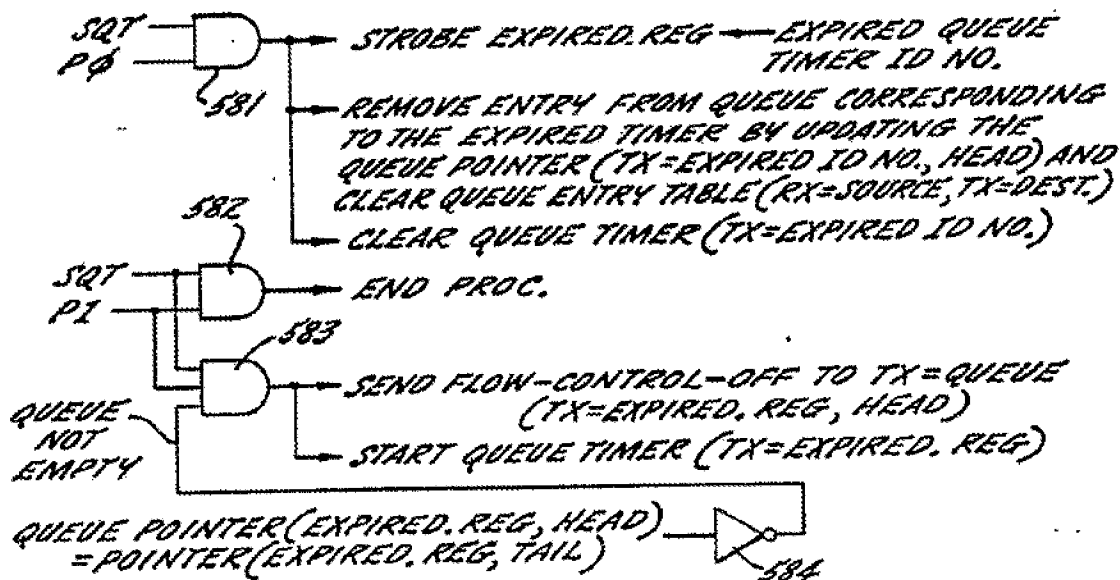 SQT
PØ
581
STROBE EXPIRED.REG ← EXPIRED QUEUE
TIMER ID NO.
REMOVE ENTRY FROM QUEUE CORRESPONDING
TO THE EXPIRED TIMER BY UPDATING THE
QUEUE POINTER (TX=EXPIRED ID NO., HEAD) AND
CLEAR QUEUE ENTRY TABLE (RX=SOURCE, TX=DEST.)
CLEAR QUEUE TIMER (TX=EXPIRED ID NO.)
582
SQT
P1
END PROC.
583
SEND FLOW-CONTROL-OFF TO TX=QUEUE
(TX=EXPIRED.REG, HEAD)
QUEUE
NOT
EMPTY
START QUEUE TIMER (TX=EXPIRED.REG)
QUEUE POINTER (EXPIRED.REG, HEAD)
=POINTER (EXPIRED.REG, TAIL)
584